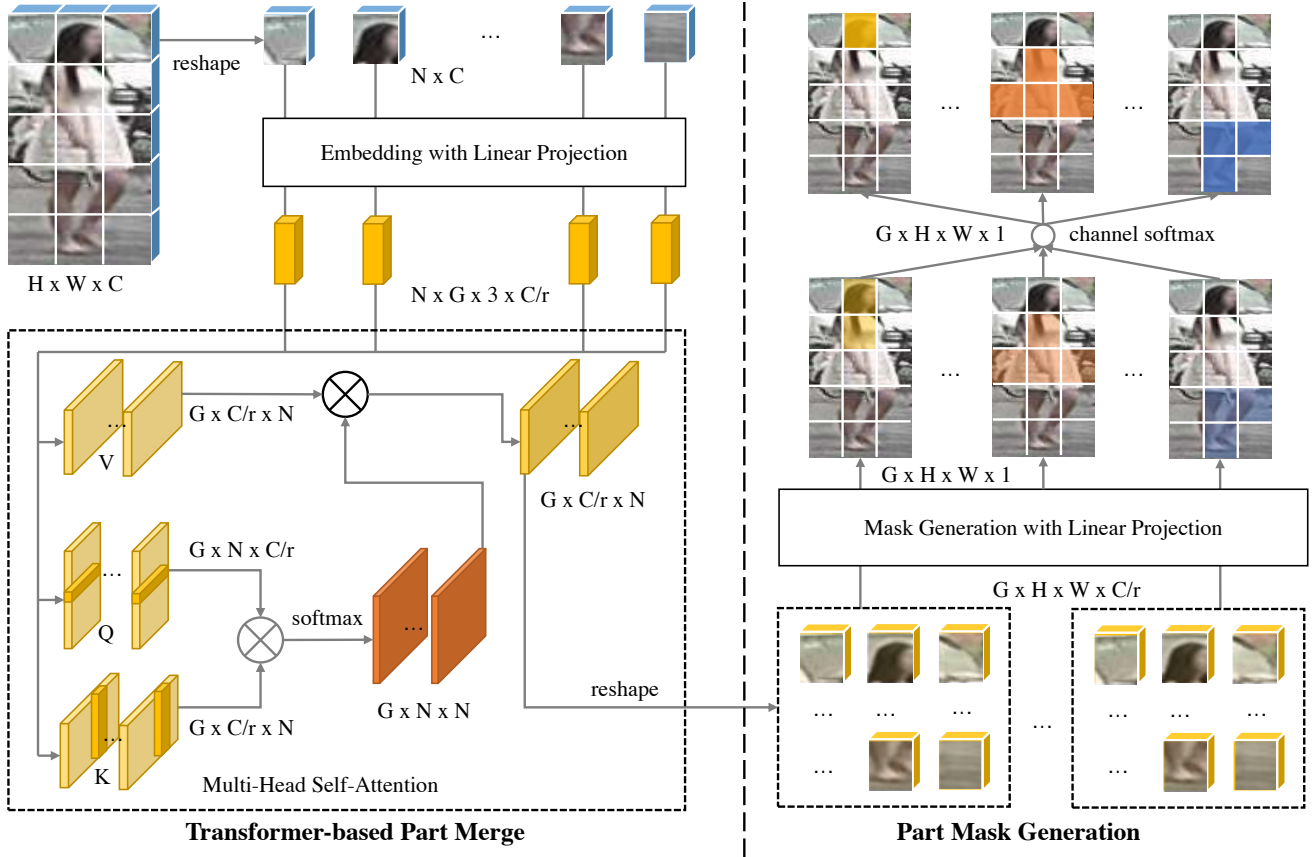 reshape
...
N x C
Embedding with Linear Projection
H x W x C
N x G x 3 x C/r
...
V
G x C/r x N
...
G x C/r x N
...
Q
G x N x C/r
softmax
...
G x N x N
...
K
G x C/r x N
Multi-Head Self-Attention
reshape
Transformer-based Part Merge
... ...
G x H x W x 1
channel softmax
... ...
G x H x W x 1
Mask Generation with Linear Projection
G x H x W x C/r
... ... ...
...
...
... ... ...
...
Part Mask Generation